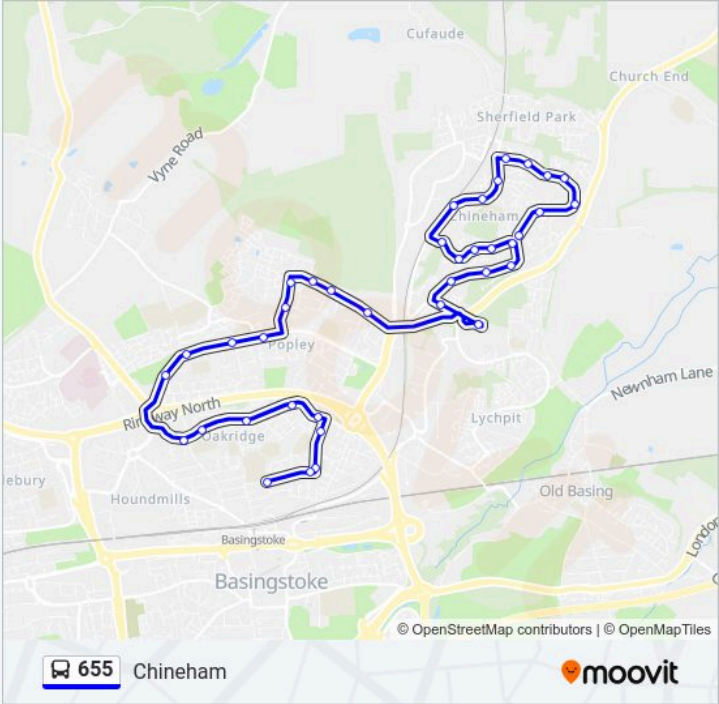 Cufaude
Church End
Sherfield Park
Vyne Road
Chineham
Popley
Newnham Lane
Ringway North
Lychpit
Oakridge
lebury
Old Basing
Houndmills
London
Basingstoke
Basingstoke
© OpenStreetMap contributors | © OpenMapTiles
655 Chineham
moovit